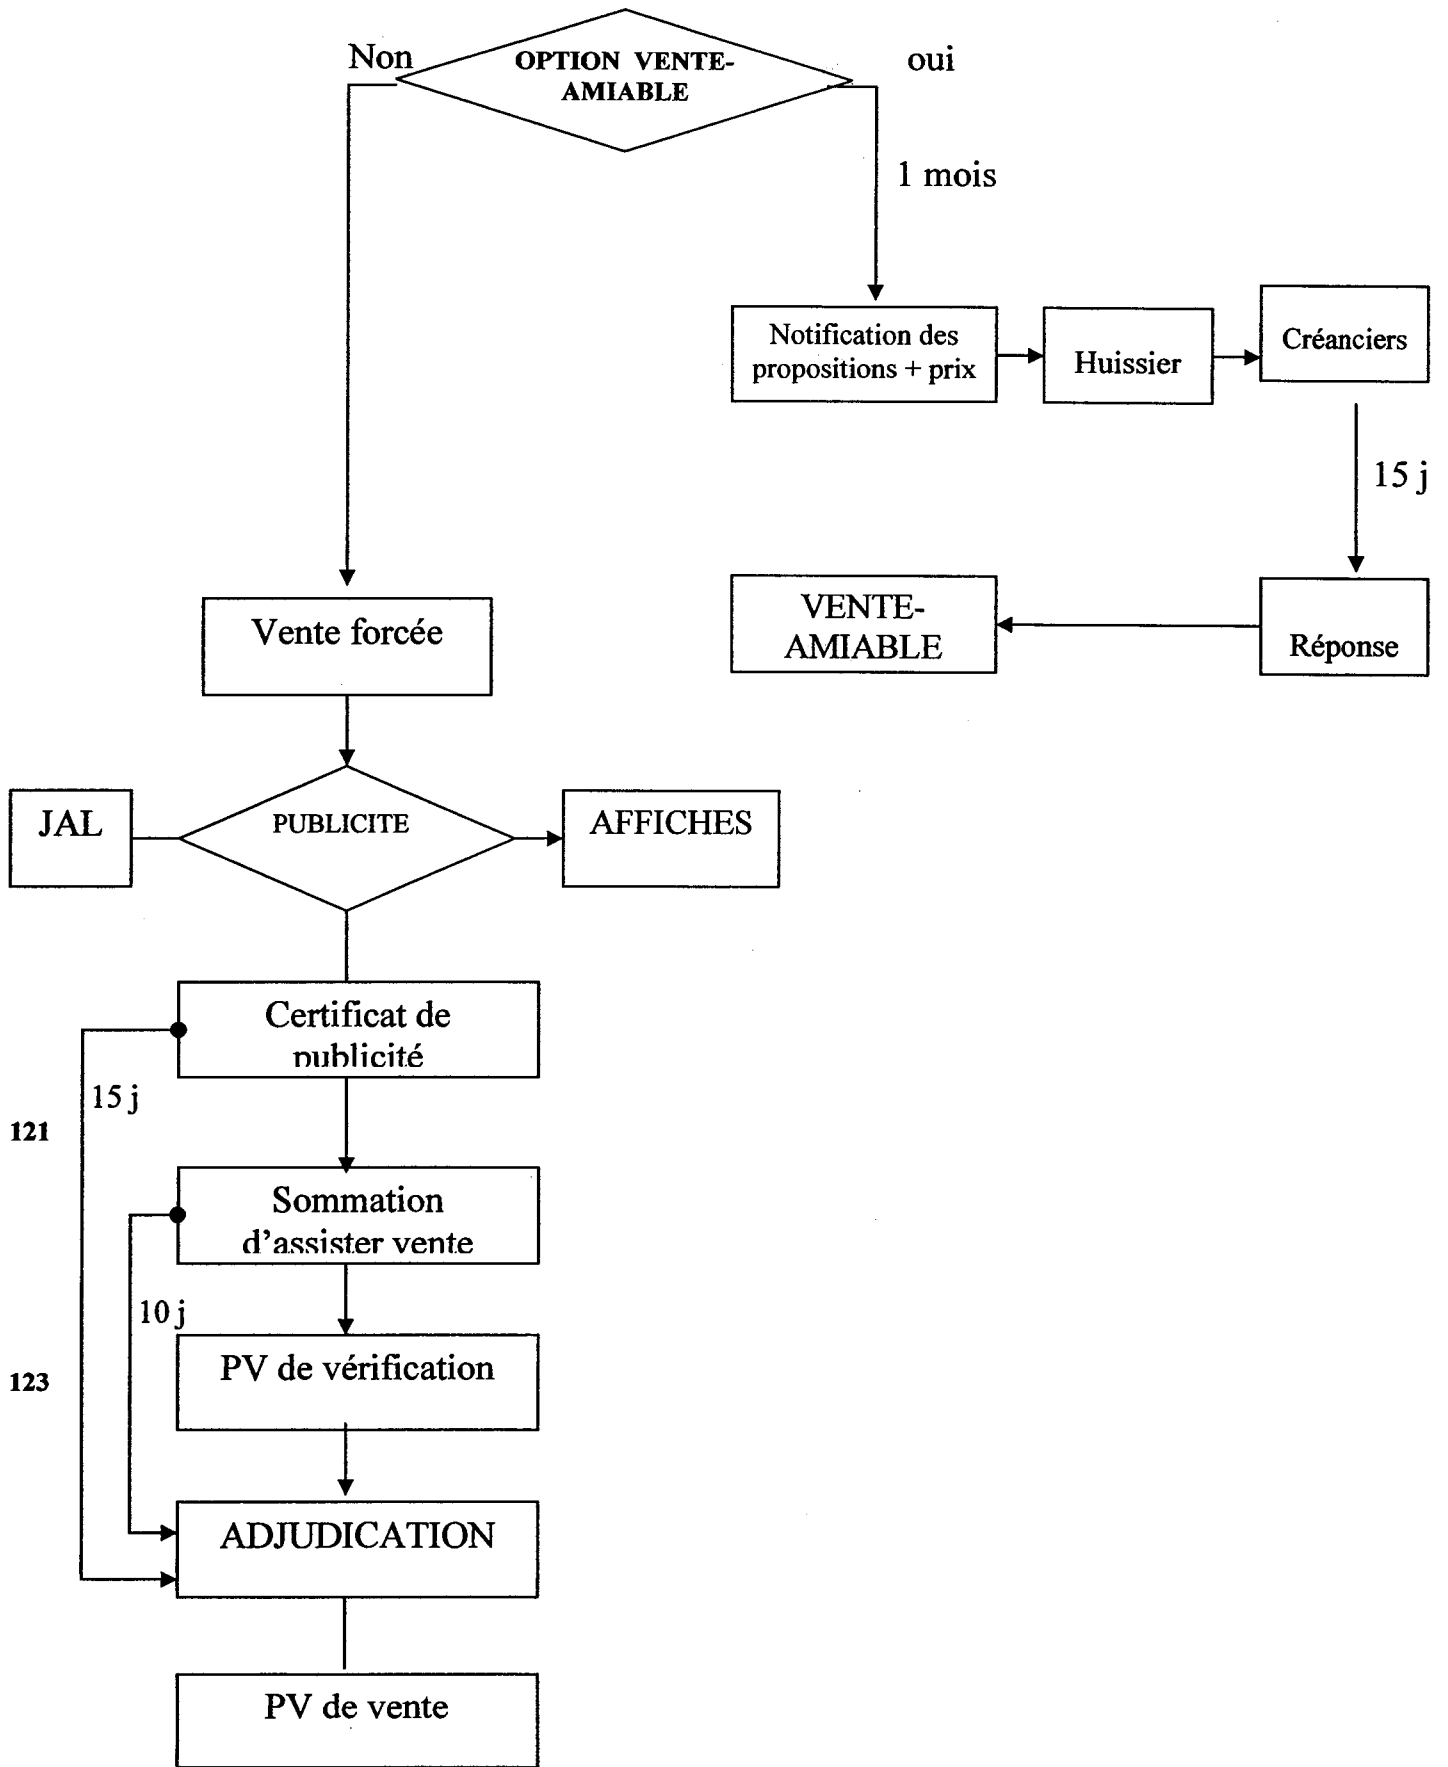 Non
OPTION VENTE-
AMIABLE
oui
1 mois
Notification des
propositions + prix
Huissier
Créanciers
15 j
Vente forcée
VENTE-
AMIABLE
Réponse
JAL
PUBLICITE
AFFICHES
Certificat de
publicité
15 j
121
Sommation
d'assister vente
10 j
PV de vérification
123
ADJUDICATION
PV de vente